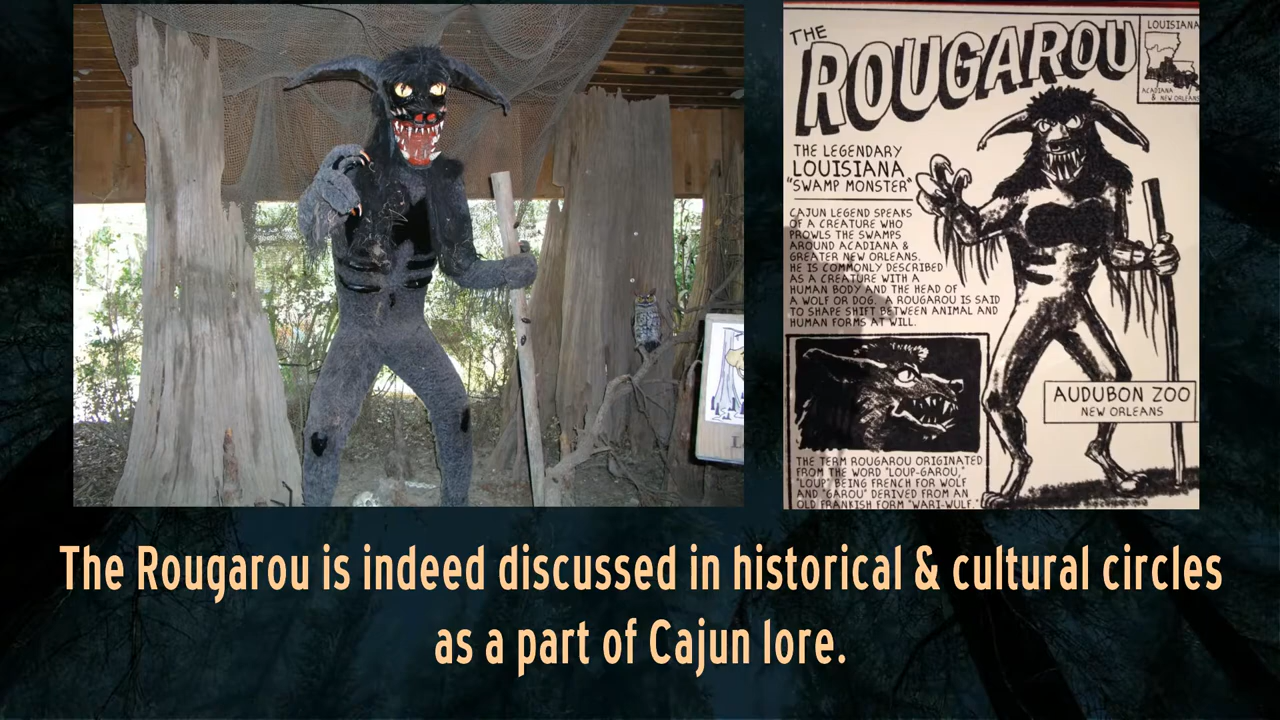 THE
ROUGAROU
LOUISIANA
ACADIANA
& NEW ORLEANS
THE LEGENDARY
LOUISIANA
"SWAMP MONSTER"
CAJUN LEGEND SPEAKS
OF A CREATURE WHO
PROWLS THE SWAMPS
AROUND ACADIANA &
GREATER NEW ORLEANS.
HE IS COMMONLY DESCRIBED
AS A CREATURE WITH A
HUMAN BODY AND THE HEAD OF
A WOLF OR DOG. A ROUGAROU IS SAID
TO SHAPE SHIFT BETWEEN ANIMAL AND
HUMAN FORMS AT WILL.
AUDUBON ZOO
NEW ORLEANS
THE TERM ROUGAROU ORIGINATED
FROM THE WORD "LOUP-GAROU,"
"LOUP" BEING FRENCH FOR WOLF
AND "GAROU" DERIVED FROM AN
OLD FRANKISH FORM "WARI-WULF."
The Rougarou is indeed discussed in historical & cultural circles
as a part of Cajun lore.